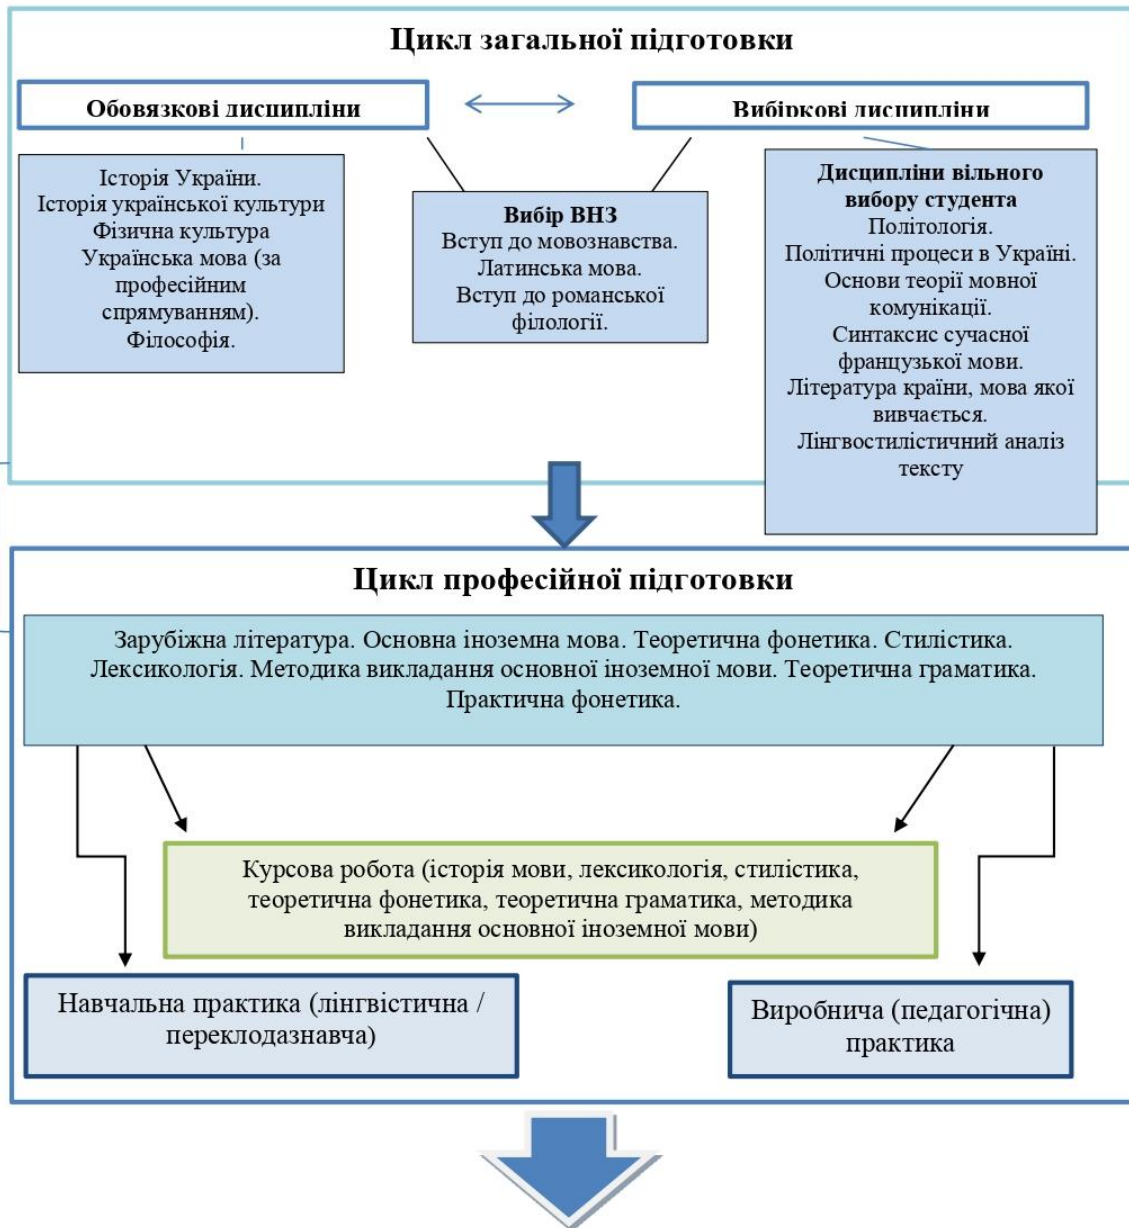 Цикл загальної підготовки
Обовязкові дисципліни
Вибіркові дисципліни
Історія України.
Історія української культури
Фізична культура
Українська мова (за
професійним
спрямуванням).
Філософія.
Вибір ВНЗ
Вступ до мовознавства.
Латинська мова.
Вступ до романської
філології.
Дисципліни вільного
вибору студента
Політологія.
Політичні процеси в Україні.
Основи теорії мовної
комунікації.
Синтаксис сучасної
французької мови.
Література країни, мова якої
вивчається.
Лінгвостилістичний аналіз
тексту
Цикл професійної підготовки
Зарубіжна література. Основна іноземна мова. Теоретична фонетика. Стилістика.
Лексикологія. Методика викладання основної іноземної мови. Теоретична граматика.
Практична фонетика.
Курсова робота (історія мови, лексикологія, стилістика,
теоретична фонетика, теоретична граматика, методика
викладання основної іноземної мови)
Навчальна практика (лінгвістична /
переклодазнавча)
Виробнича (педагогічна)
практика